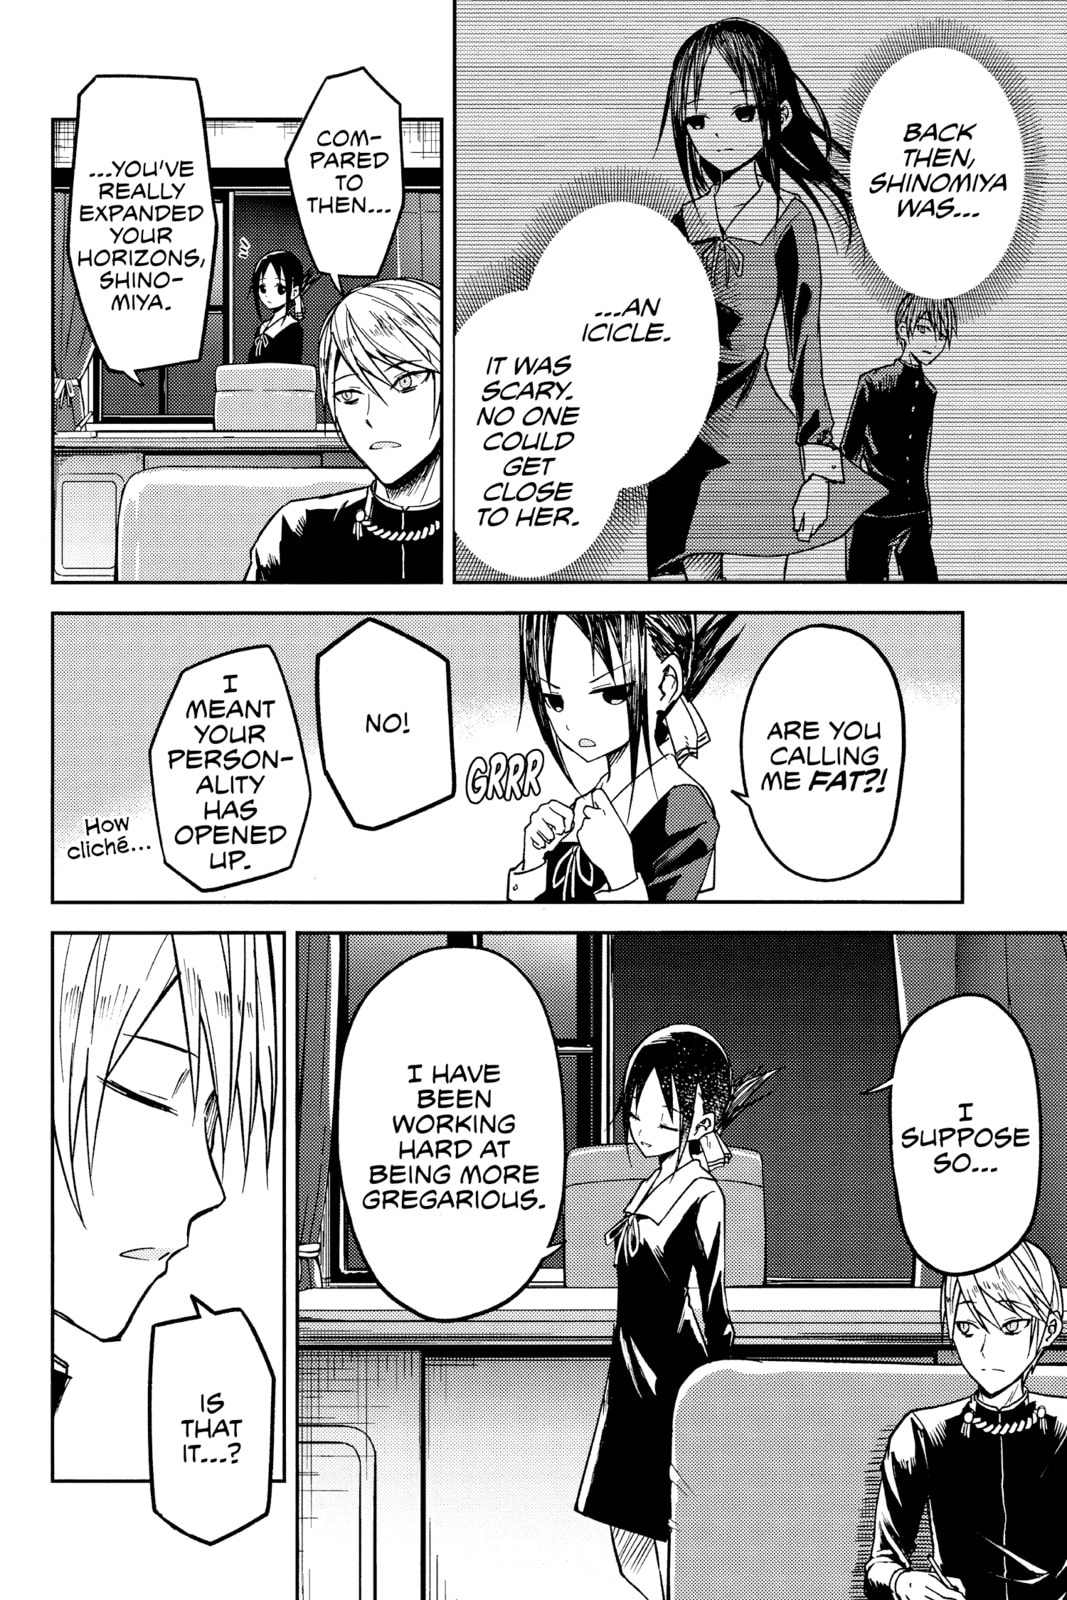 BACK
THEN,
SHINOMIYA
WAS...
...AN
ICICLE.
IT WAS
SCARY.
NO ONE
COULD
GET
CLOSE
TO HER.
COM-
PARED
TO
THEN...
...YOU'VE
REALLY
EXPANDED
YOUR
HORIZONS,
SHINO-
MIYA.
ARE YOU
CALLING
ME FAT?!
GRRR
NO!
I
MEANT
YOUR
PERSON-
ALITY
HAS
OPENED
UP.
How
cliché...
I
SUPPOSE
SO...
I HAVE
BEEN
WORKING
HARD AT
BEING MORE
GREGARIOUS.
IS
THAT
IT...?